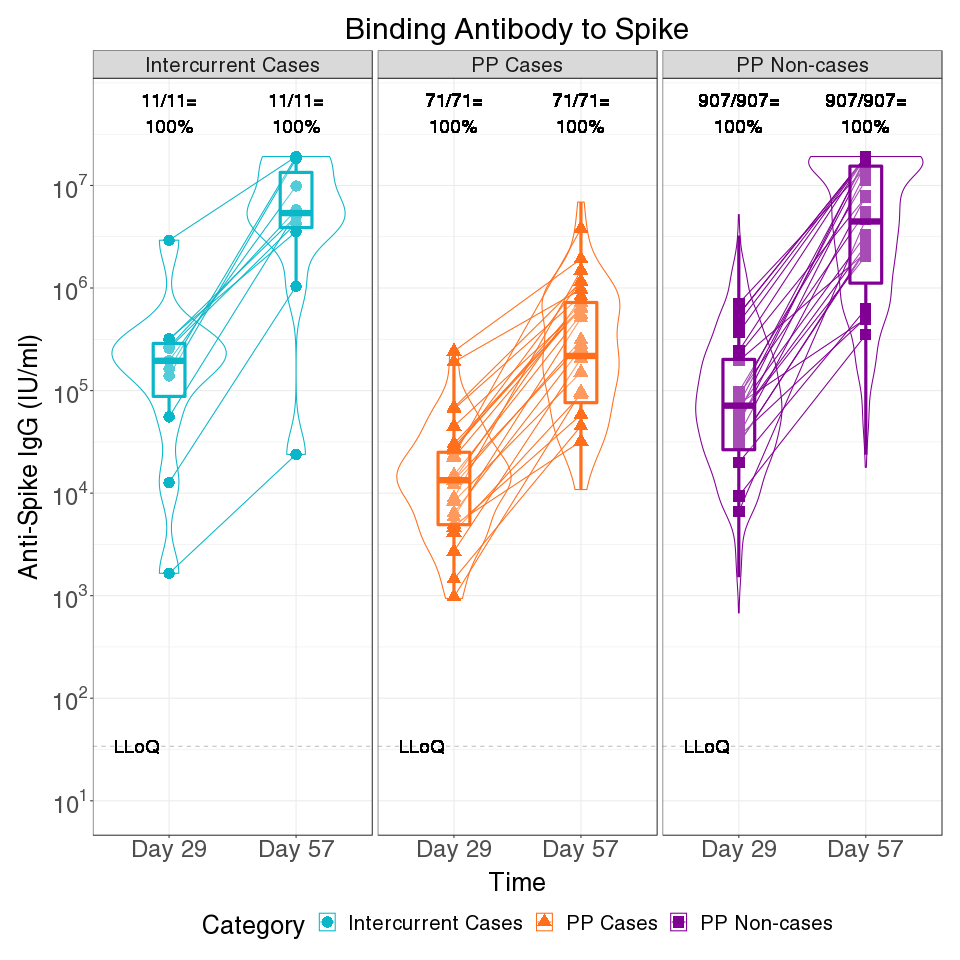 Binding Antibody to Spike
Intercurrent Cases
PP Cases
PP Non-cases
11/11=
100%
11/11=
100%
71/71=
100%
71/71=
100%
907/907=
100%
907/907=
100%
Anti-Spike IgG (IU/ml)
10⁷
10⁶
10⁵
10⁴
10³
10²
10¹
LLoQ
LLoQ
LLoQ
Day 29
Day 57
Day 29
Day 57
Day 29
Day 57
Time
Category
Intercurrent Cases
PP Cases
PP Non-cases